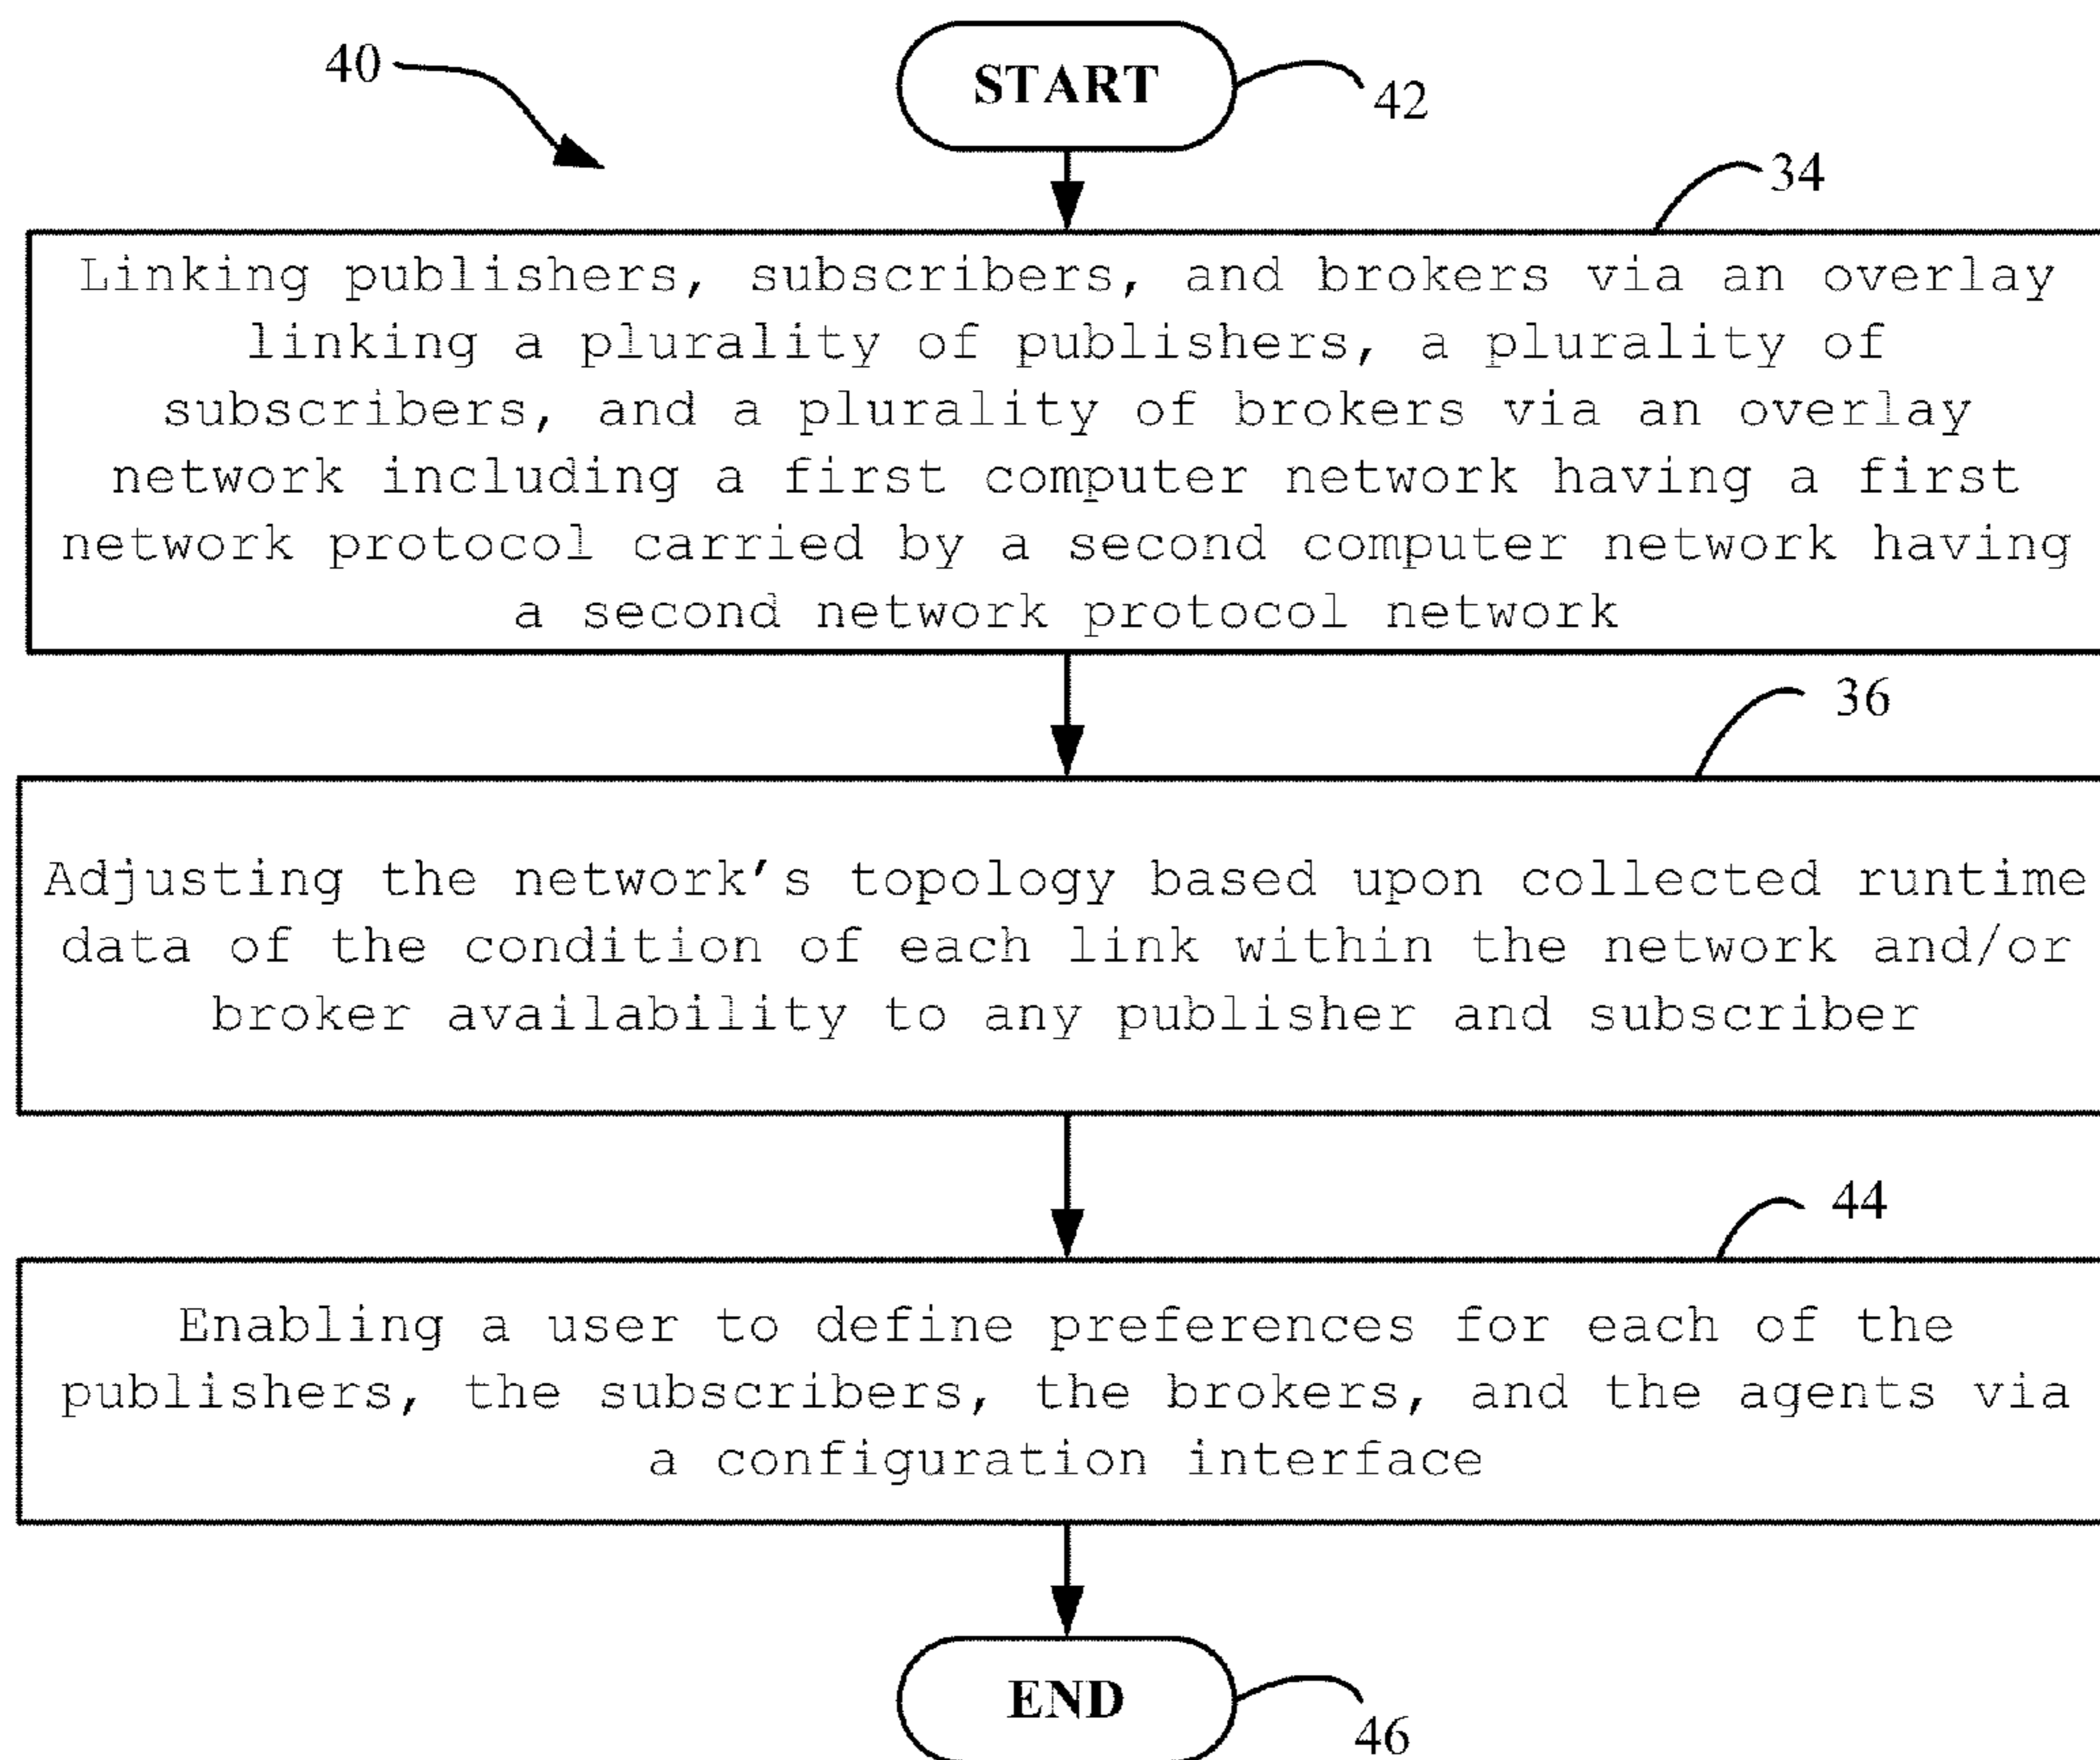 40
START
42
34
Linking publishers, subscribers, and brokers via an overlay
linking a plurality of publishers, a plurality of
subscribers, and a plurality of brokers via an overlay
network including a first computer network having a first
network protocol carried by a second computer network having
a second network protocol network
36
Adjusting the network's topology based upon collected runtime
data of the condition of each link within the network and/or
broker availability to any publisher and subscriber
44
Enabling a user to define preferences for each of the
publishers, the subscribers, the brokers, and the agents via
a configuration interface
END
46